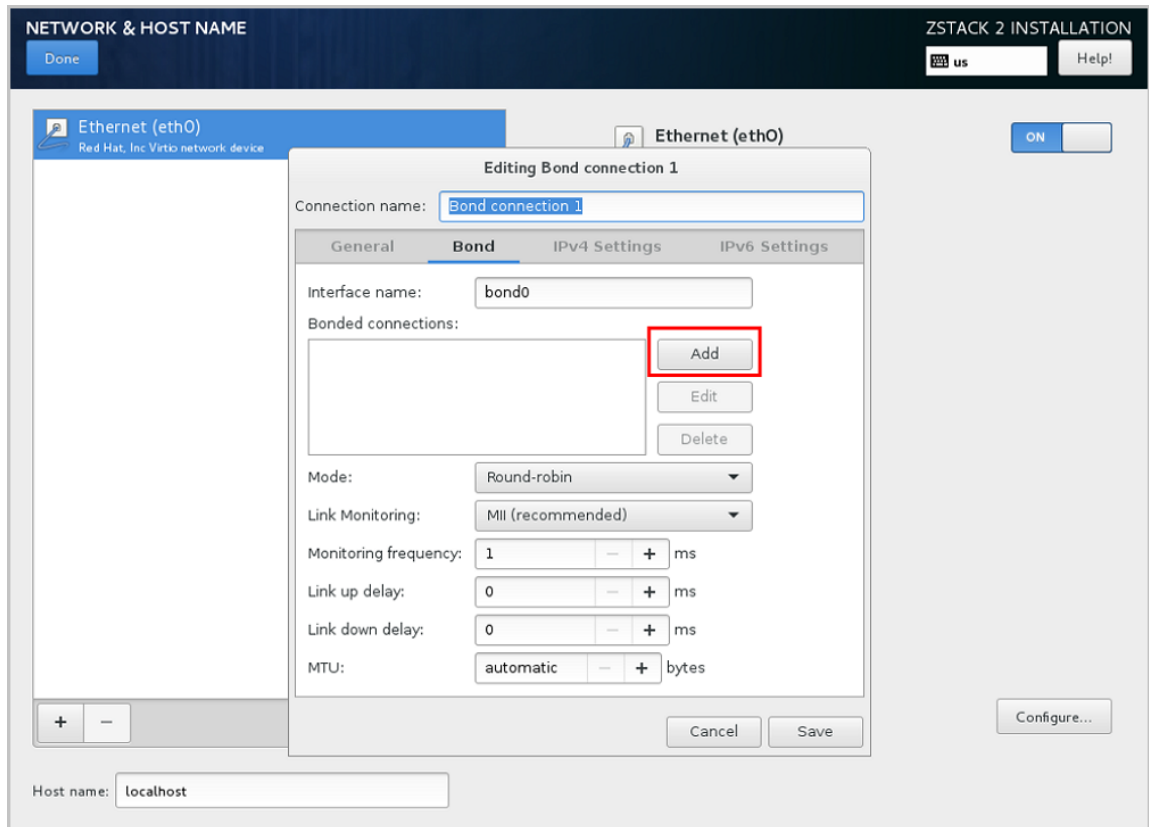 NETWORK & HOST NAME
ZSTACK 2 INSTALLATION
Done
us
Help!
Ethernet (eth0)
Red Hat, Inc Virtio network device
Ethernet (eth0)
ON
Editing Bond connection 1
Connection name: Bond connection 1
General Bond IPv4 Settings IPv6 Settings
Interface name: bond0
Bonded connections:
Add
Edit
Delete
Mode: Round-robin
Link Monitoring: MII (recommended)
Monitoring frequency: 1 − + ms
Link up delay: 0 − + ms
Link down delay: 0 − + ms
MTU: automatic − + bytes
+ −
Configure...
Cancel Save
Host name: localhost